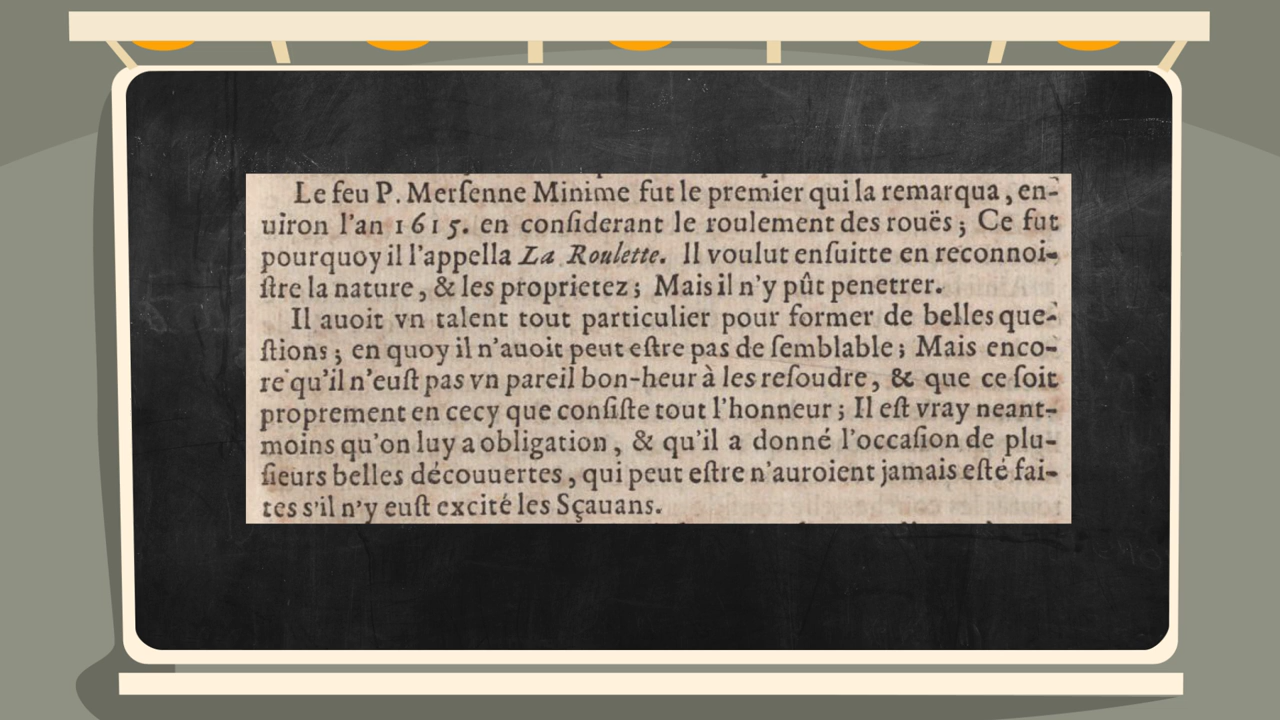 Le feu P. Merſenne Minime fut le premier qui la remarqua, en-
uiron l'an 1615. en conſiderant le roulement des rouës; Ce fut
pourquoy il l'appella La Roulette. Il voulut enſuitte en reconnoi-
ſtre la nature, & les proprietez; Mais il n'y pût penetrer.
Il auoit vn talent tout particulier pour former de belles que-
ſtions; en quoy il n'auoit peut eſtre pas de ſemblable; Mais enco-
re qu'il n'euſt pas vn pareil bon-heur à les reſoudre, & que ce ſoit
proprement en cecy que conſiſte tout l'honneur; Il eſt vray neant-
moins qu'on luy a obligation, & qu'il a donné l'occaſion de plu-
ſieurs belles découuertes, qui peut eſtre n'auroient jamais eſté fai-
tes s'il n'y euſt excité les Sçauans.